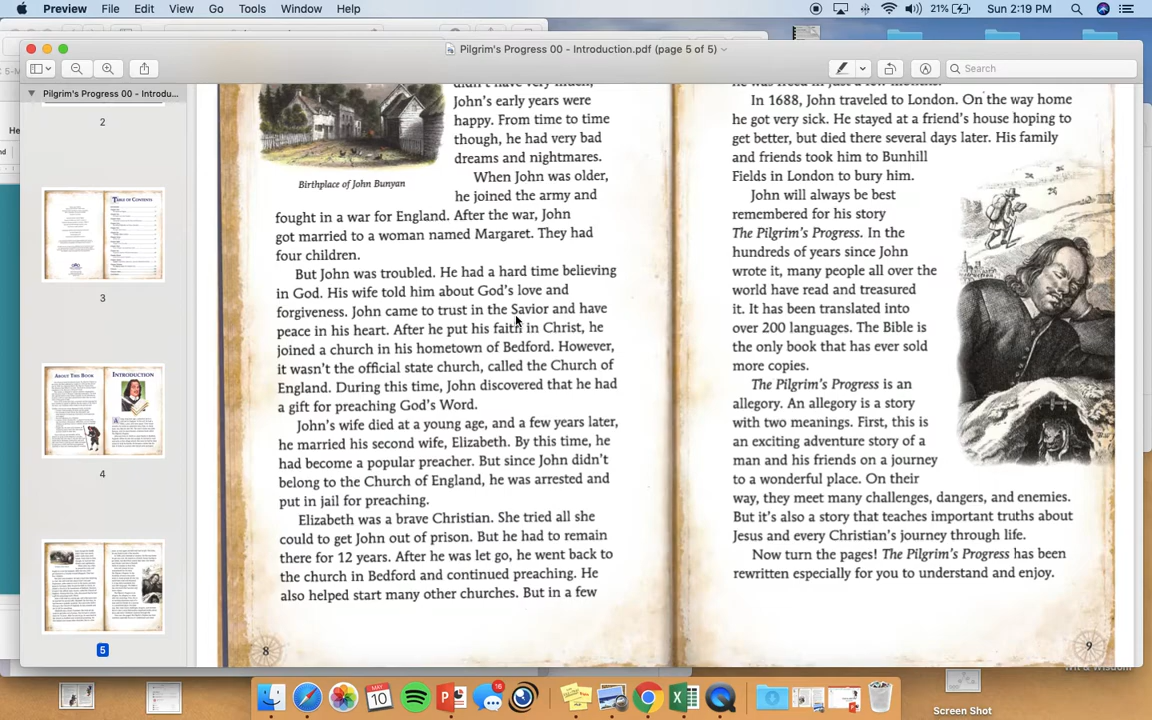 Preview File Edit View Go Tools Window Help
21% Sun 2:19 PM
Pilgrim's Progress 00 - Introduction.pdf (page 5 of 5)
Search
Pilgrim's Progress 00 - Introdu...
2
TABLE OF CONTENTS
3
ABOUT THIS BOOK
INTRODUCTION
4
5
didn't have very much,
John's early years were
happy. From time to time
though, he had very bad
dreams and nightmares.
When John was older,
he joined the army and
Birthplace of John Bunyan
fought in a war for England. After the war, John
got married to a woman named Margaret. They had
four children.
But John was troubled. He had a hard time believing
in God. His wife told him about God's love and
forgiveness. John came to trust in the Savior and have
peace in his heart. After he put his faith in Christ, he
joined a church in his hometown of Bedford. However,
it wasn't the official state church, called the Church of
England. During this time, John discovered that he had
a gift for preaching God's Word.
John's wife died at a young age, and a few years later,
he married his second wife, Elizabeth. By this time, he
had become a popular preacher. But since John didn't
belong to the Church of England, he was arrested and
put in jail for preaching.
Elizabeth was a brave Christian. She tried all she
could to get John out of prison. But he had to remain
there for 12 years. After he was let go, he went back to
the church in Bedford and continued preaching. He
also helped start many other churches. But in a few
8
In 1688, John traveled to London. On the way home
he got very sick. He stayed at a friend's house hoping to
get better, but died there several days later. His family
and friends took him to Bunhill
Fields in London to bury him.
John will always be best
remembered for his story
The Pilgrim's Progress. In the
hundreds of years since John
wrote it, many people all over the
world have read and treasured
it. It has been translated into
over 200 languages. The Bible is
the only book that has ever sold
more copies.
The Pilgrim's Progress is an
allegory. An allegory is a story
with two meanings. First, this is
an exciting adventure story of a
man and his friends on a journey
to a wonderful place. On their
way, they meet many challenges, dangers, and enemies.
But it's also a story that teaches important truths about
Jesus and every Christian's journey through life.
Now turn the pages! The Pilgrim's Progress has been
rewritten especially for you to understand and enjoy.
9
MAY
10
16
Screen Shot